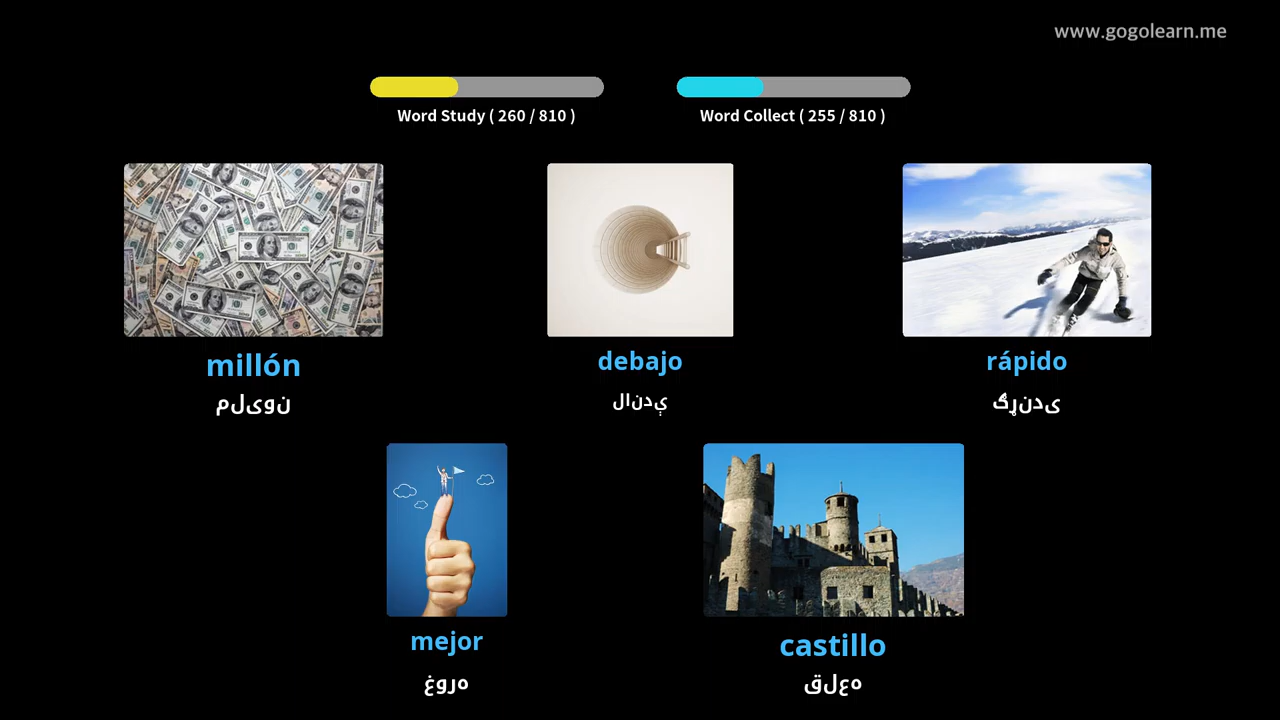 www.gogolearn.me
Word Study ( 260 / 810 )
Word Collect ( 255 / 810 )
millón
ملیون
debajo
لاندې
rápido
ګړندی
mejor
غوره
castillo
قلعه